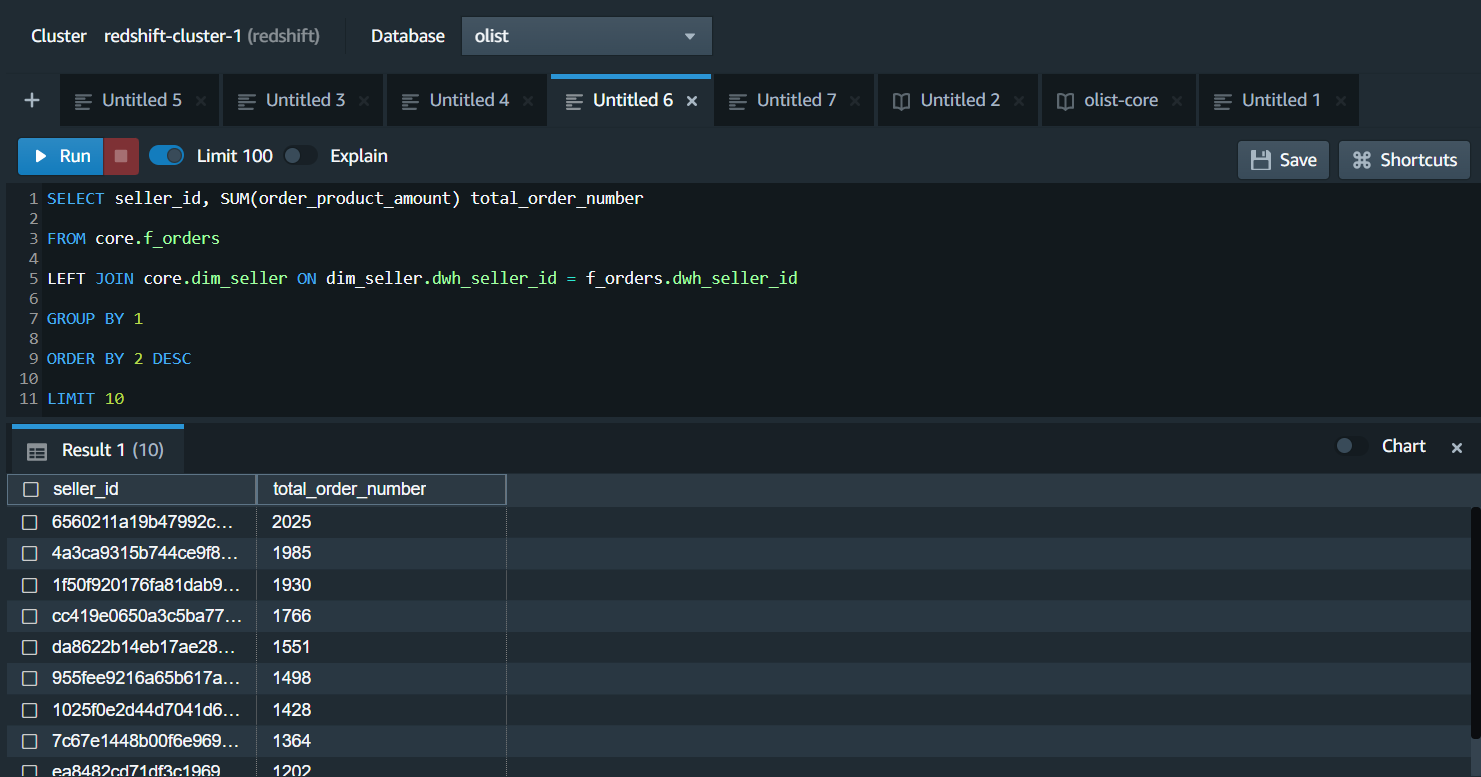 Cluster redshift-cluster-1 (redshift) Database olist
+ Untitled 5 × Untitled 3 × Untitled 4 × Untitled 6 × Untitled 7 × Untitled 2 × olist-core × Untitled 1 ×
Run Limit 100 Explain Save Shortcuts
1 SELECT seller_id, SUM(order_product_amount) total_order_number
2
3 FROM core.f_orders
4
5 LEFT JOIN core.dim_seller ON dim_seller.dwh_seller_id = f_orders.dwh_seller_id
6
7 GROUP BY 1
8
9 ORDER BY 2 DESC
10
11 LIMIT 10
Result 1 (10) Chart ×
seller_id total_order_number
6560211a19b47992c... 2025
4a3ca9315b744ce9f8... 1985
1f50f920176fa81dab9... 1930
cc419e0650a3c5ba77... 1766
da8622b14eb17ae28... 1551
955fee9216a65b617a... 1498
1025f0e2d44d7041d6... 1428
7c67e1448b00f6e969... 1364
ea8482cd71df3c1969... 1202